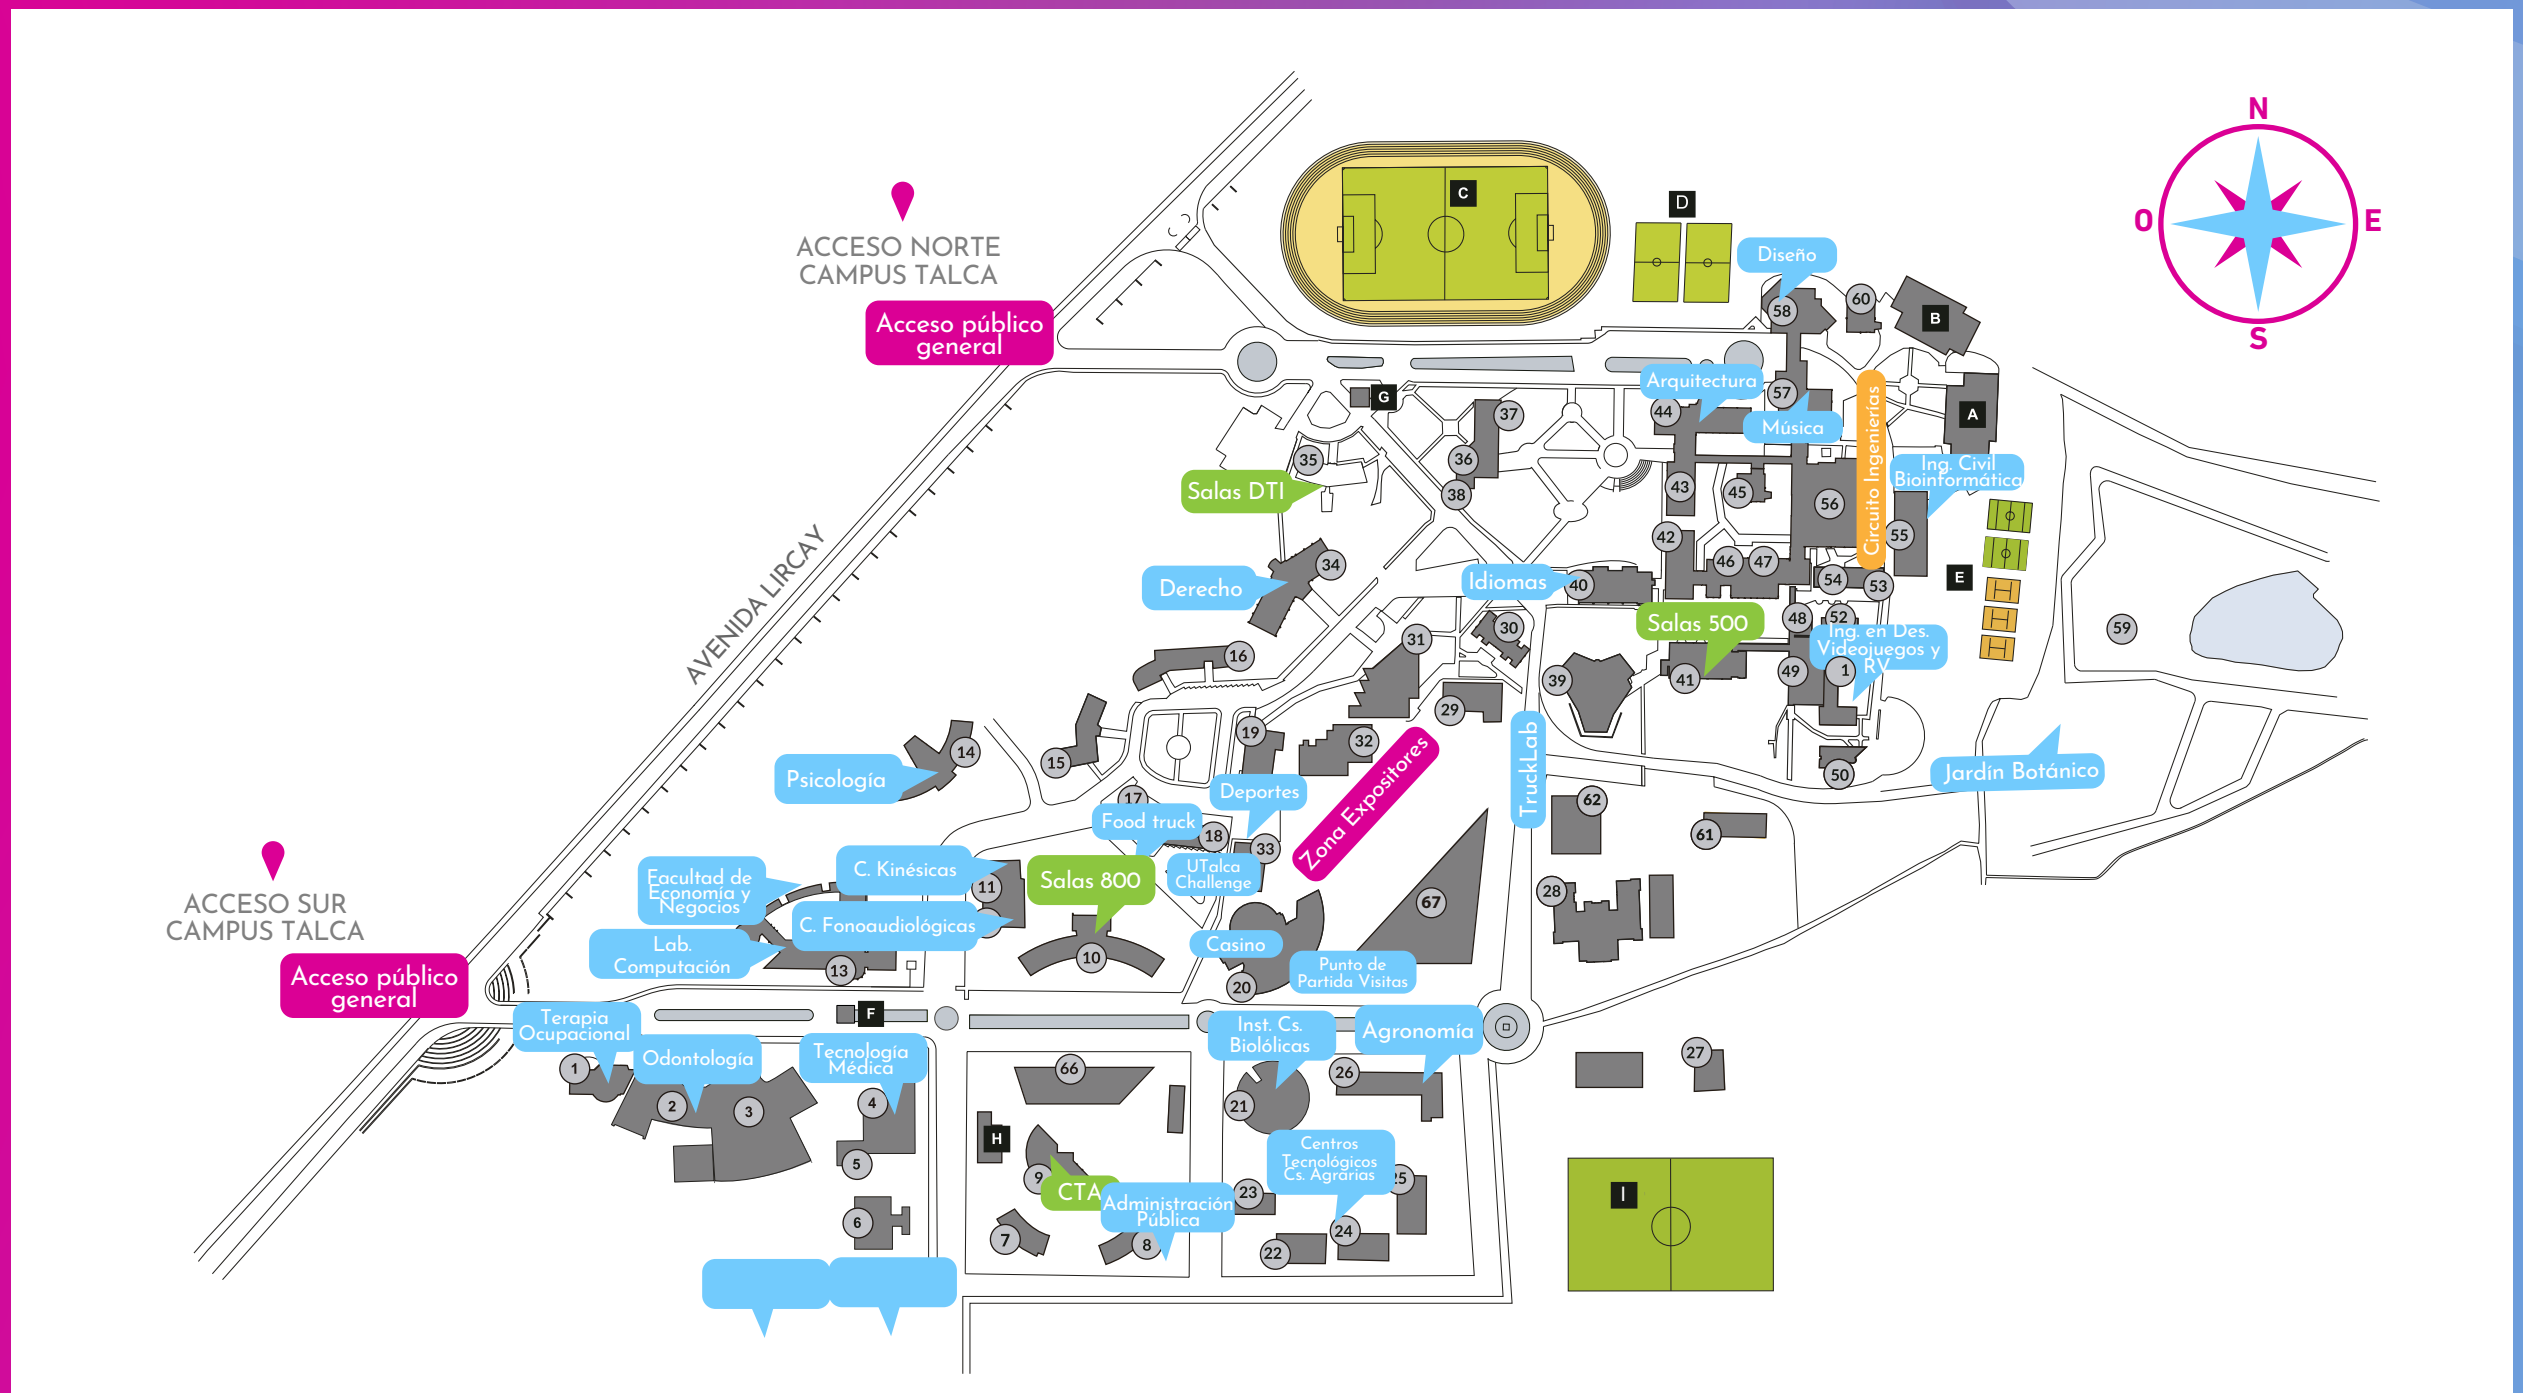 N
O
E
S
ACCESO NORTE
CAMPUS TALCA
Acceso público
general
C
D
Diseño
58
60
B
G
Arquitectura
57
A
37
44
Música
Circuito Ingenierías
35
36
Salas DTI
38
43
45
56
Ing. Civil
Bioinformática
55
AVENIDA LIRCAY
34
Derecho
Idiomas
40
42
46
47
54
53
E
30
Salas 500
48
52
Ing. en Des.
Videojuegos y
RV
59
31
16
39
41
49
1
29
14
15
19
32
Zona Expositores
TruckLab
50
Jardín Botánico
Psicología
17
Deportes
Food truck
18
33
62
61
ACCESO SUR
CAMPUS TALCA
Acceso público
general
Facultad de
Economía y
Negocios
C. Kinésicas
11
Salas 800
UTalca
Challenge
67
28
C. Fonoaudiológicas
Lab.
Computación
13
10
Casino
20
Punto de
Partida Visitas
F
Terapia
Ocupacional
Odontología
Tecnología
Médica
Inst. Cs.
Biolólicas
Agronomía
1
2
3
4
5
66
21
26
27
H
9
CTA
Administración
Pública
Centros
Tecnológicos
Cs. Agrarias
23
25
I
6
7
8
22
24